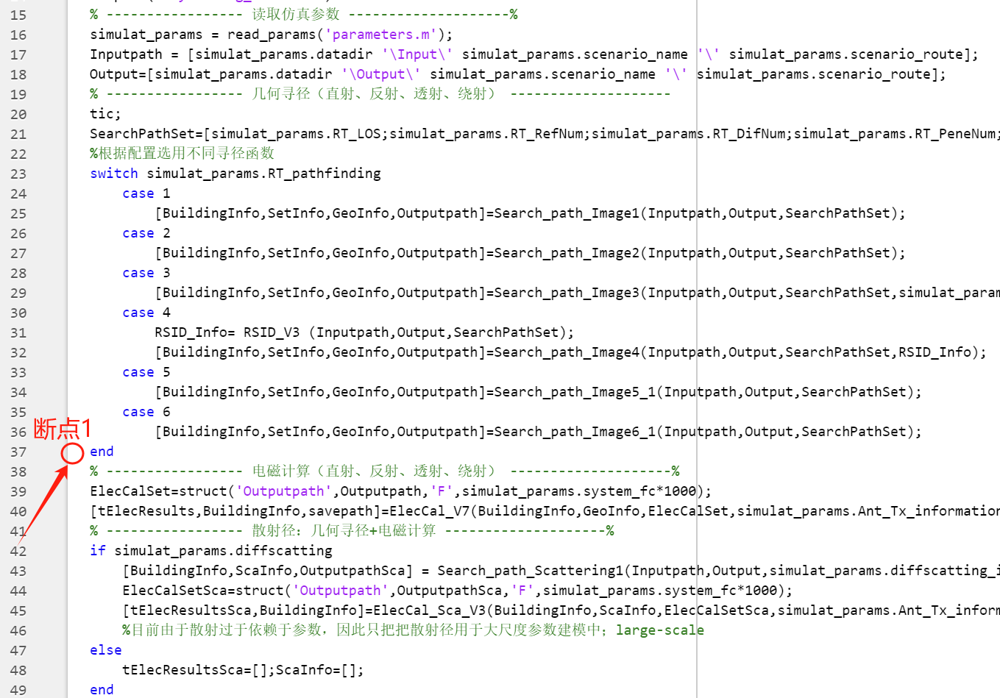 15 % ----------------- 读取仿真参数 --------------------%
16 simulat_params = read_params('parameters.m');
17 Inputpath = [simulat_params.datadir '\Input\' simulat_params.scenario_name '\' simulat_params.scenario_route];
18 Output=[simulat_params.datadir '\Output\' simulat_params.scenario_name '\' simulat_params.scenario_route];
19 % ----------------- 几何寻径（直射、反射、透射、绕射） --------------------
20 tic;
21 SearchPathSet=[simulat_params.RT_LOS;simulat_params.RT_RefNum;simulat_params.RT_DifNum;simulat_params.RT_PeneNum;
22 %根据配置选用不同寻径函数
23 switch simulat_params.RT_pathfinding
24 case 1
25 [BuildingInfo,SetInfo,GeoInfo,Outputpath]=Search_path_Image1(Inputpath,Output,SearchPathSet);
26 case 2
27 [BuildingInfo,SetInfo,GeoInfo,Outputpath]=Search_path_Image2(Inputpath,Output,SearchPathSet);
28 case 3
29 [BuildingInfo,SetInfo,GeoInfo,Outputpath]=Search_path_Image3(Inputpath,Output,SearchPathSet,simulat_param
30 case 4
31 RSID_Info= RSID_V3 (Inputpath,Output,SearchPathSet);
32 [BuildingInfo,SetInfo,GeoInfo,Outputpath]=Search_path_Image4(Inputpath,Output,SearchPathSet,RSID_Info);
33 case 5
34 [BuildingInfo,SetInfo,GeoInfo,Outputpath]=Search_path_Image5_1(Inputpath,Output,SearchPathSet);
35 case 6
36 [BuildingInfo,SetInfo,GeoInfo,Outputpath]=Search_path_Image6_1(Inputpath,Output,SearchPathSet);
断点1
37 end
38 % ----------------- 电磁计算（直射、反射、透射、绕射） --------------------%
39 ElecCalSet=struct('Outputpath',Outputpath,'F',simulat_params.system_fc*1000);
40 [tElecResults,BuildingInfo,savepath]=ElecCal_V7(BuildingInfo,GeoInfo,ElecCalSet,simulat_params.Ant_Tx_information
41 % ----------------- 散射径：几何寻径+电磁计算 --------------------%
42 if simulat_params.diffscatting
43 [BuildingInfo,ScaInfo,OutputpathSca] = Search_path_Scattering1(Inputpath,Output,simulat_params.diffscatting_i
44 ElecCalSetSca=struct('Outputpath',OutputpathSca,'F',simulat_params.system_fc*1000);
45 [tElecResultsSca,BuildingInfo]=ElecCal_Sca_V3(BuildingInfo,ScaInfo,ElecCalSetSca,simulat_params.Ant_Tx_inform
46 %目前由于散射过于依赖于参数，因此只把把散射径用于大尺度参数建模中；large-scale
47 else
48 tElecResultsSca=[];ScaInfo=[];
49 end